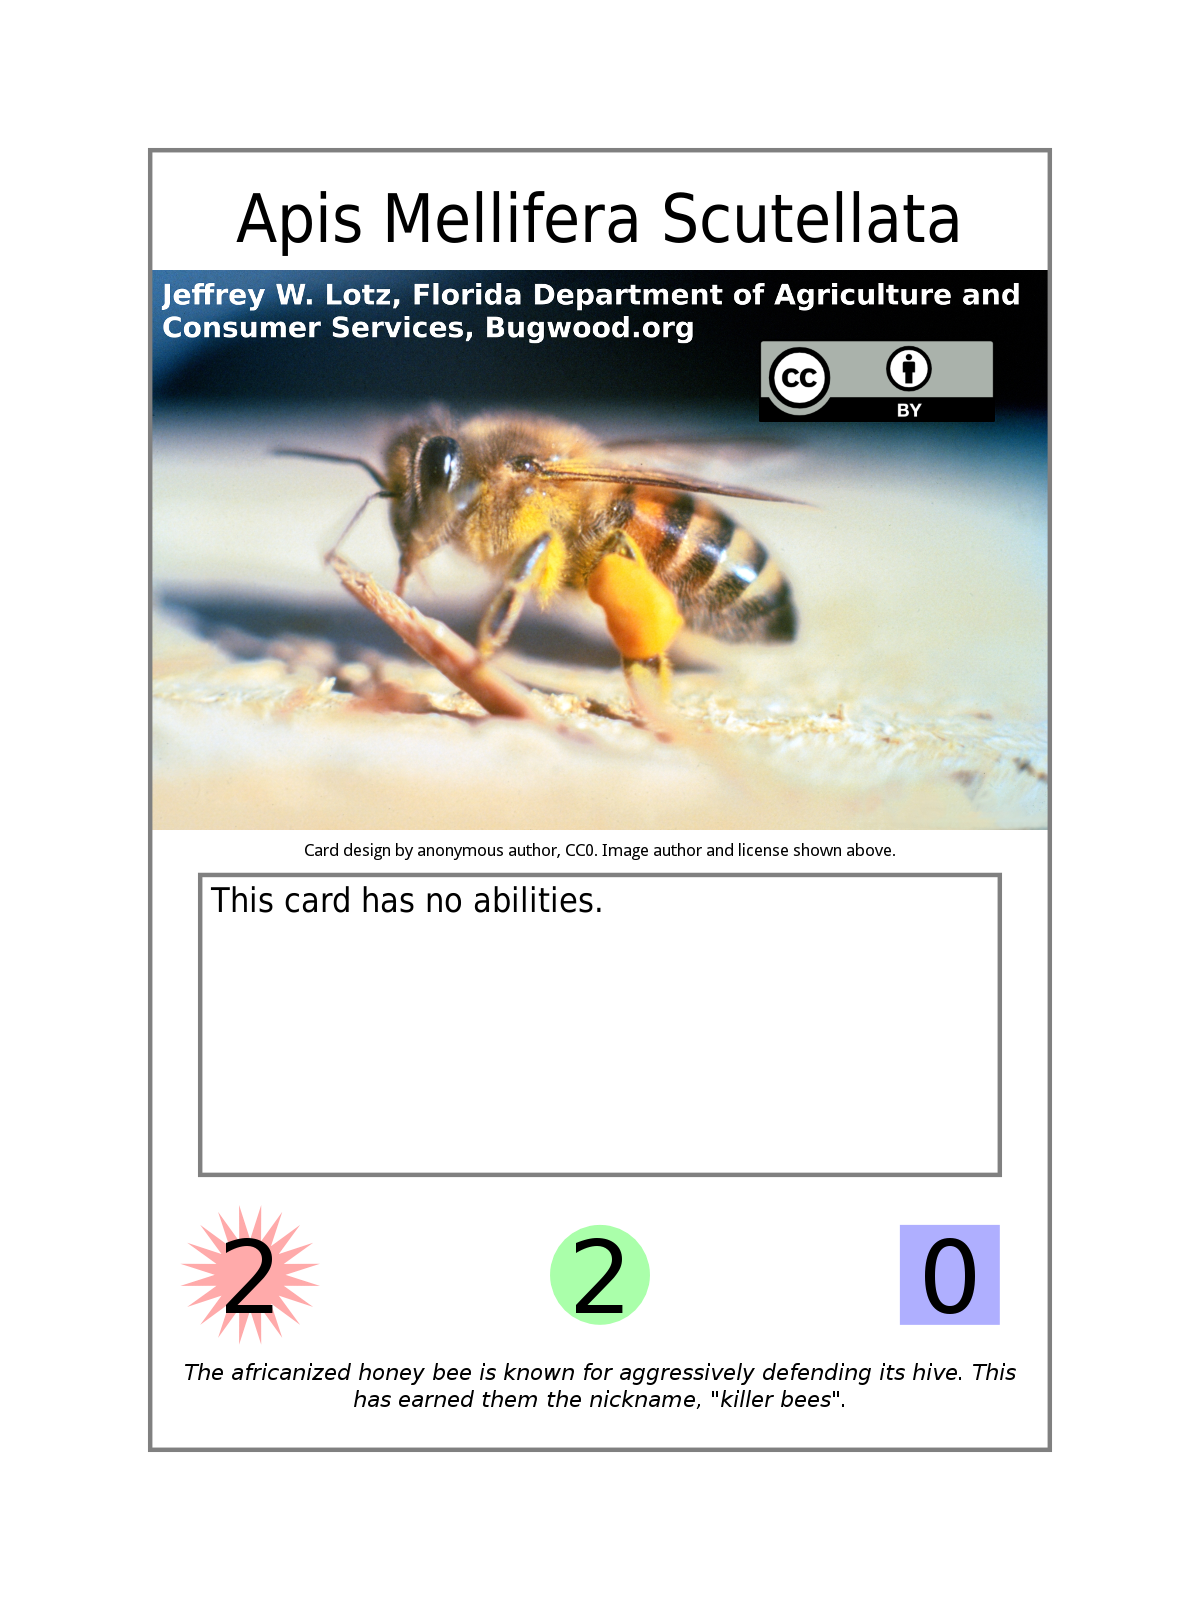 Apis Mellifera Scutellata
Jeffrey W. Lotz, Florida Department of Agriculture and
Consumer Services, Bugwood.org
CC
BY
Card design by anonymous author, CC0. Image author and license shown above.
This card has no abilities.
2 2 0
The africanized honey bee is known for aggressively defending its hive. This
has earned them the nickname, "killer bees".